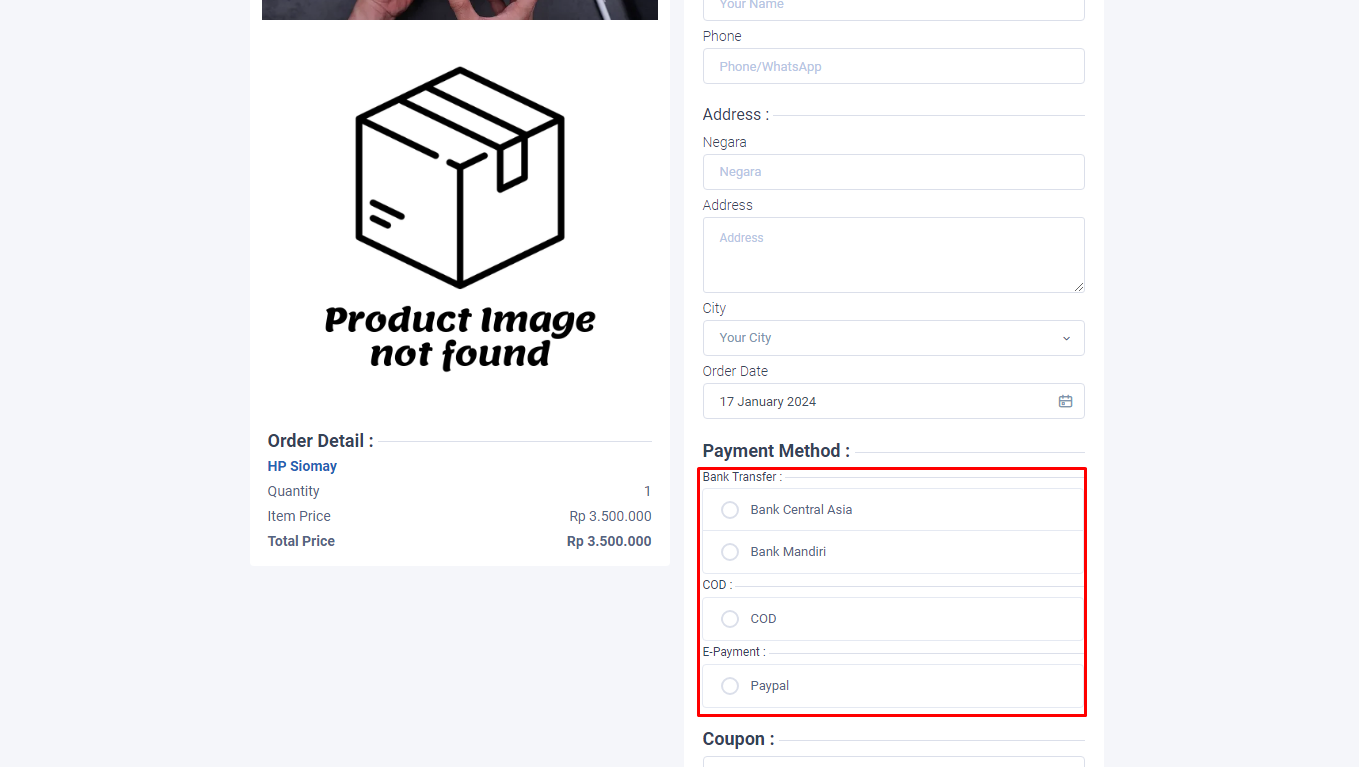 Product Image
not found
Order Detail :
HP Siomay
Quantity 1
Item Price Rp 3.500.000
Total Price Rp 3.500.000
Your Name
Phone
Phone/WhatsApp
Address :
Negara
Negara
Address
Address
City
Your City
Order Date
17 January 2024
Payment Method :
Bank Transfer :
Bank Central Asia
Bank Mandiri
COD :
COD
E-Payment :
Paypal
Coupon :